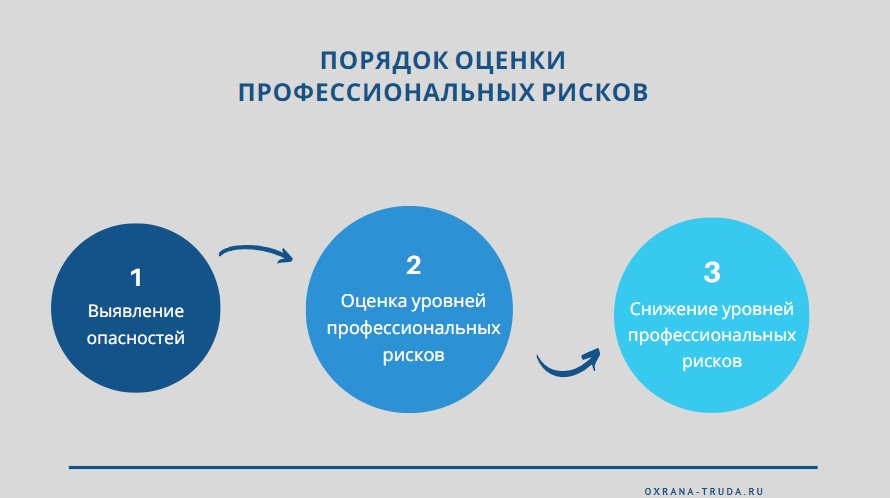 ПОРЯДОК ОЦЕНКИ
ПРОФЕССИОНАЛЬНЫХ РИСКОВ
1
Выявление
опасностей
2
Оценка уровней
профессиональных
рисков
3
Снижение уровней
профессиональных
рисков
OXRANA-TRUDA.RU